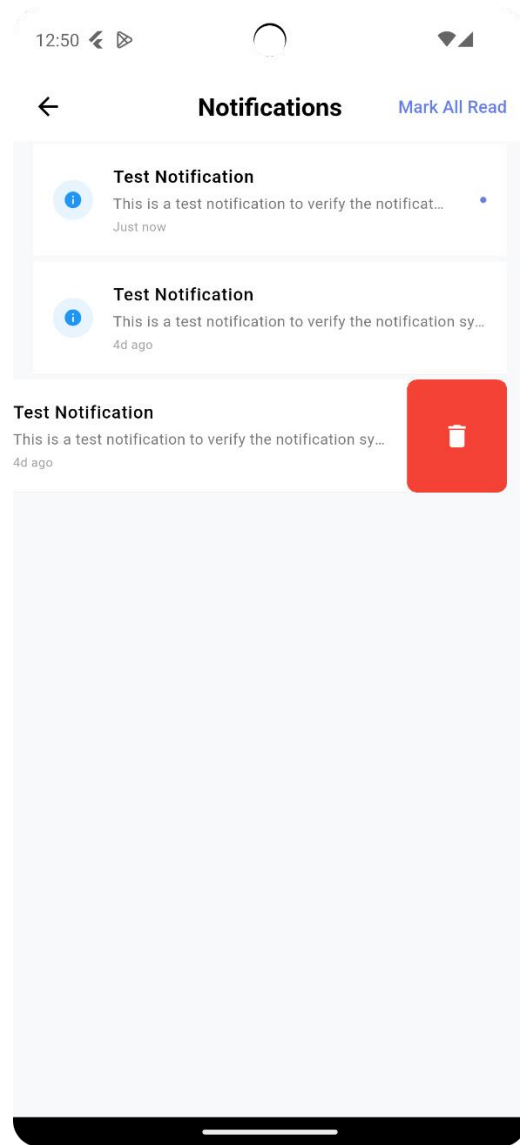 12:50
Notifications
Mark All Read
Test Notification
This is a test notification to verify the notificat...
Just now
Test Notification
This is a test notification to verify the notification sy...
4d ago
Test Notification
This is a test notification to verify the notification sy...
4d ago